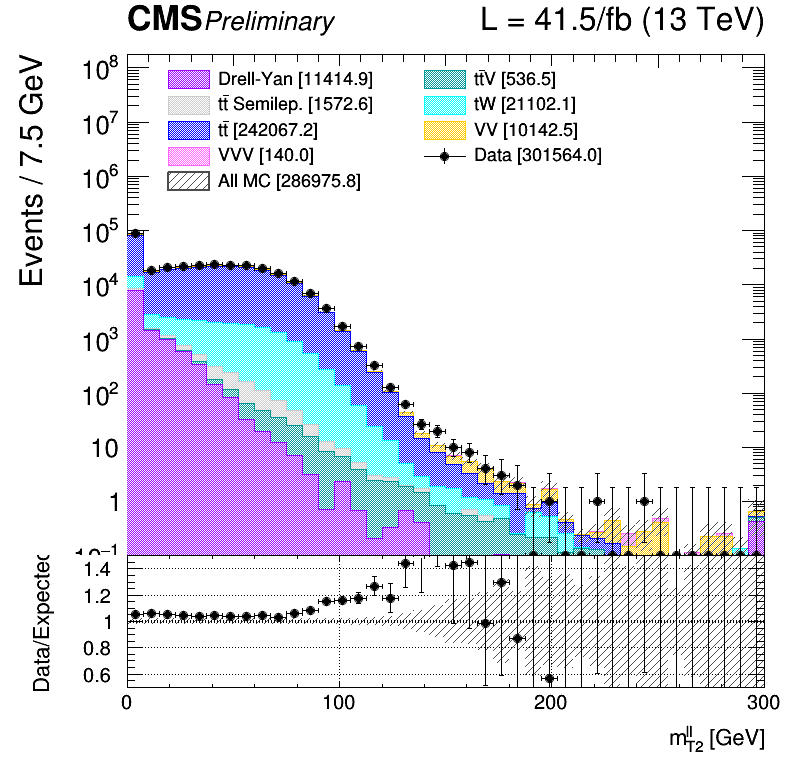 CMS Preliminary L = 41.5/fb (13 TeV)
Events / 7.5 GeV
10⁸
10⁷
10⁶
10⁵
10⁴
10³
10²
10
1
10⁻¹
Drell-Yan [11414.9]
tt̄ Semilep. [1572.6]
tt̄ [242067.2]
VVV [140.0]
All MC [286975.8]
tt̄V [536.5]
tW [21102.1]
VV [10142.5]
Data [301564.0]
Data/Expected
1.4
1.2
1
0.8
0.6
0 100 200 300
m^{ll}_{T2} [GeV]